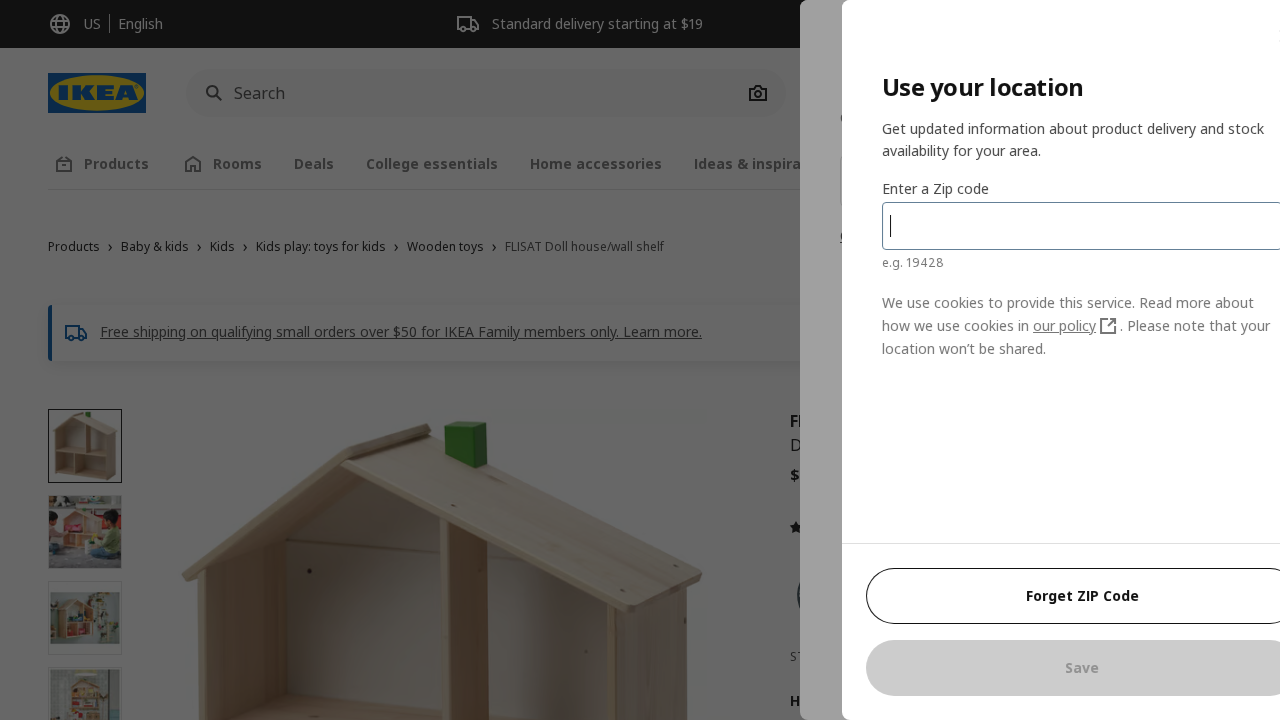 US English
Standard delivery starting at $19
IKEA
Search
Products
Rooms
Deals
College essentials
Home accessories
Ideas & inspira
Products › Baby & kids › Kids › Kids play: toys for kids › Wooden toys › FLISAT Doll house/wall shelf
Free shipping on qualifying small orders over $50 for IKEA Family members only. Learn more.
Use your location
Get updated information about product delivery and stock
availability for your area.
Enter a Zip code
e.g. 19428
We use cookies to provide this service. Read more about
how we use cookies in our policy . Please note that your
location won’t be shared.
Forget ZIP Code
Save